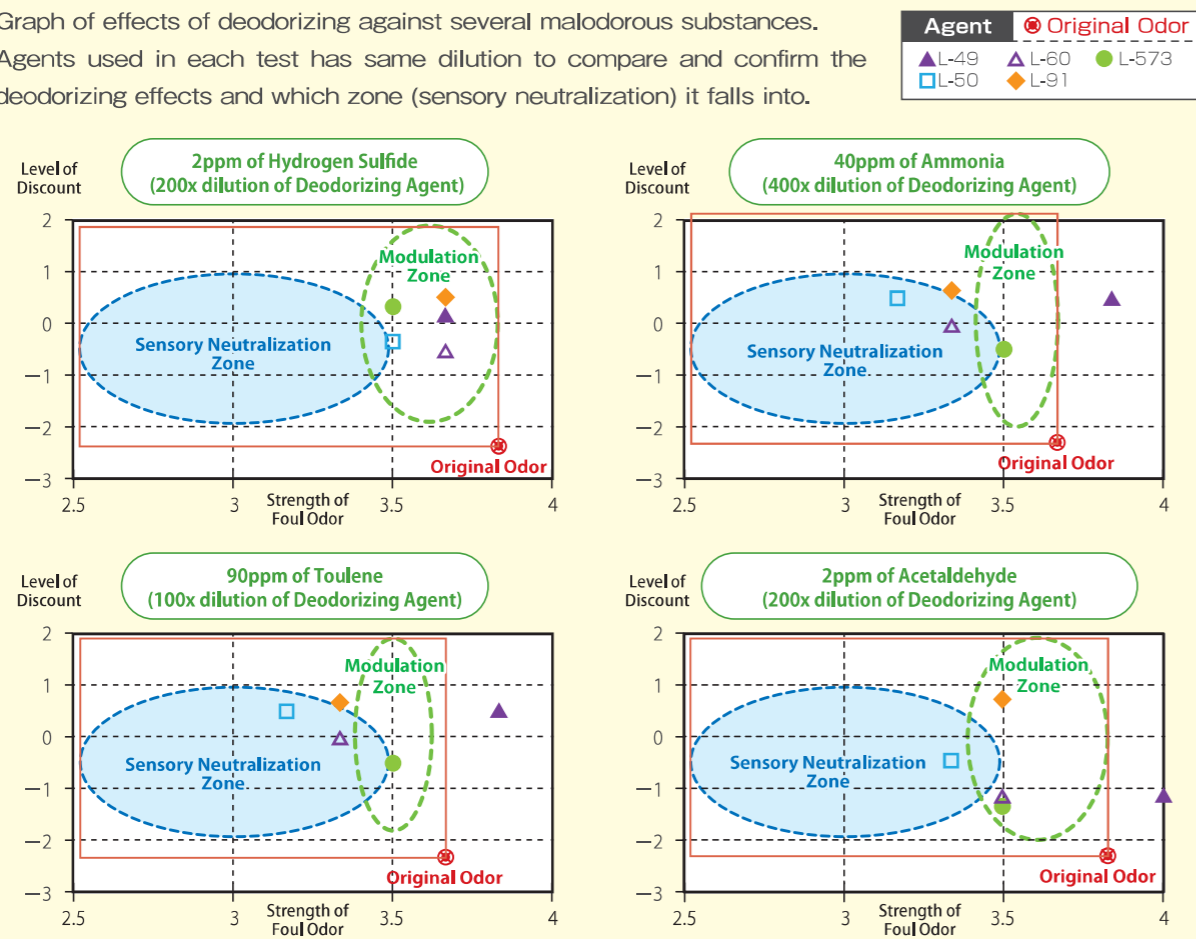 Graph of effects of deodorizing against several malodorous substances.
Agents used in each test has same dilution to compare and confirm the
deodorizing effects and which zone (sensory neutralization) it falls into.
Agent Original Odor
L-49 L-60 L-573
L-50 L-91
Level of
Discount
2ppm of Hydrogen Sulfide
(200x dilution of Deodorizing Agent)
2
1
0
−1
−2
−3
Modulation
Zone
Sensory Neutralization
Zone
Original Odor
2.5 3 3.5 4
Strength of
Foul Odor
Level of
Discount
40ppm of Ammonia
(400x dilution of Deodorizing Agent)
2
1
0
−1
−2
−3
Modulation
Zone
Sensory Neutralization
Zone
Original Odor
2.5 3 3.5 4
Strength of
Foul Odor
Level of
Discount
90ppm of Toulene
(100x dilution of Deodorizing Agent)
2
1
0
−1
−2
−3
Modulation
Zone
Sensory Neutralization
Zone
Original Odor
2.5 3 3.5 4
Strength of
Foul Odor
Level of
Discount
2ppm of Acetaldehyde
(200x dilution of Deodorizing Agent)
2
1
0
−1
−2
−3
Modulation
Zone
Sensory Neutralization
Zone
Original Odor
2.5 3 3.5 4
Strength of
Foul Odor